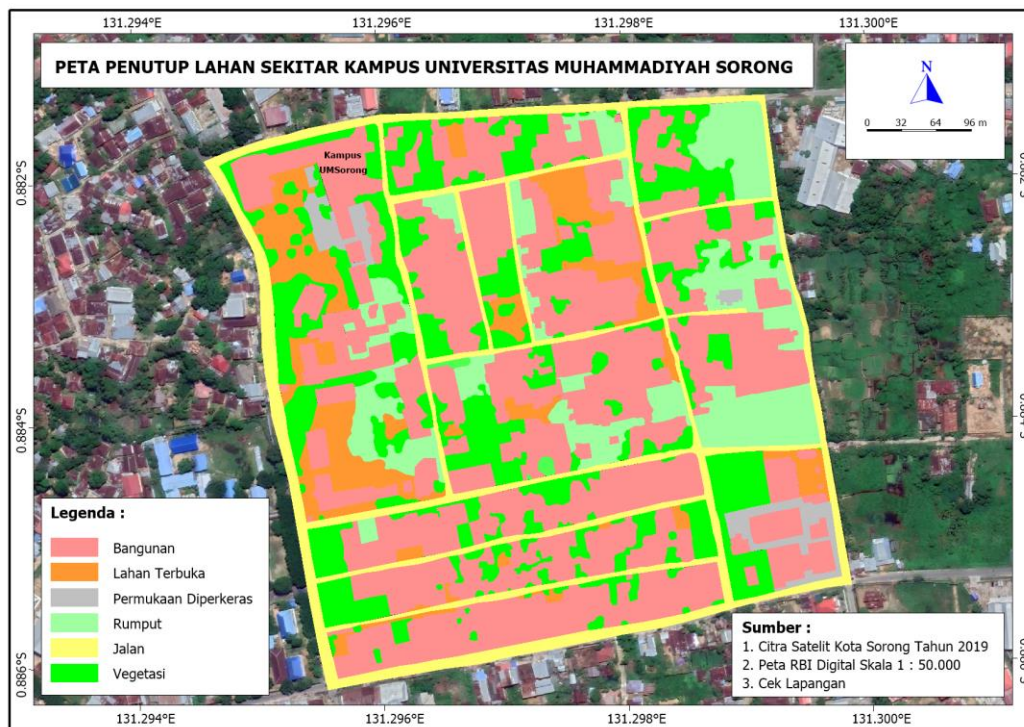 131.294°E 131.296°E 131.298°E 131.300°E
PETA PENUTUP LAHAN SEKITAR KAMPUS UNIVERSITAS MUHAMMADIYAH SORONG
N
0 32 64 96 m
Kampus
UMSorong
0.882°S
0.884°S
0.886°S
Legenda :
Bangunan
Lahan Terbuka
Permukaan Diperkeras
Rumput
Jalan
Vegetasi
Sumber :
1. Citra Satelit Kota Sorong Tahun 2019
2. Peta RBI Digital Skala 1 : 50.000
3. Cek Lapangan
131.294°E 131.296°E 131.298°E 131.300°E